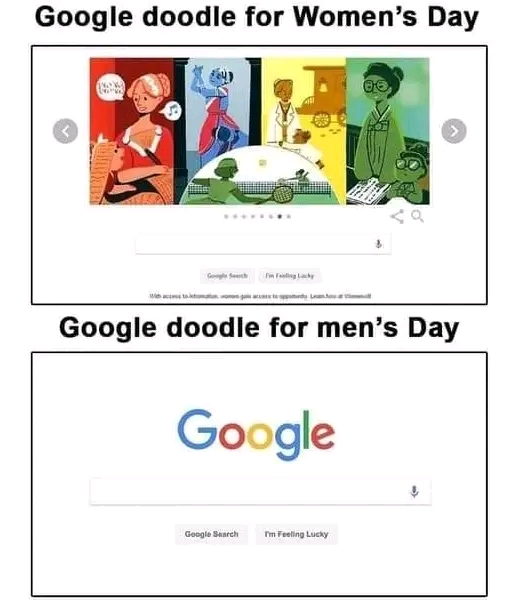 Google doodle for Women's Day
Google Search
I'm Feeling Lucky
With access to information, women gain access to opportunity. Learn how at
Google doodle for men's Day
Google
Google Search
I'm Feeling Lucky